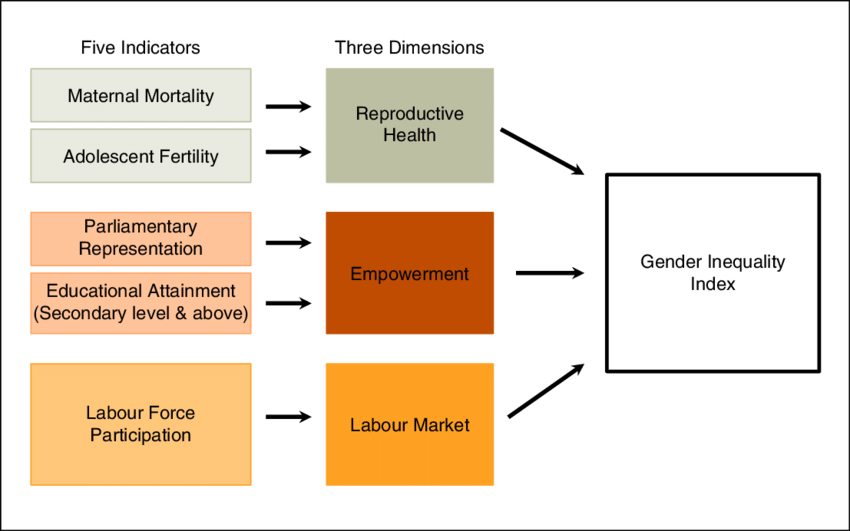 Five Indicators
Three Dimensions
Maternal Mortality
Adolescent Fertility
Reproductive
Health
Parliamentary
Representation
Educational Attainment
(Secondary level & above)
Empowerment
Labour Force
Participation
Labour Market
Gender Inequality
Index